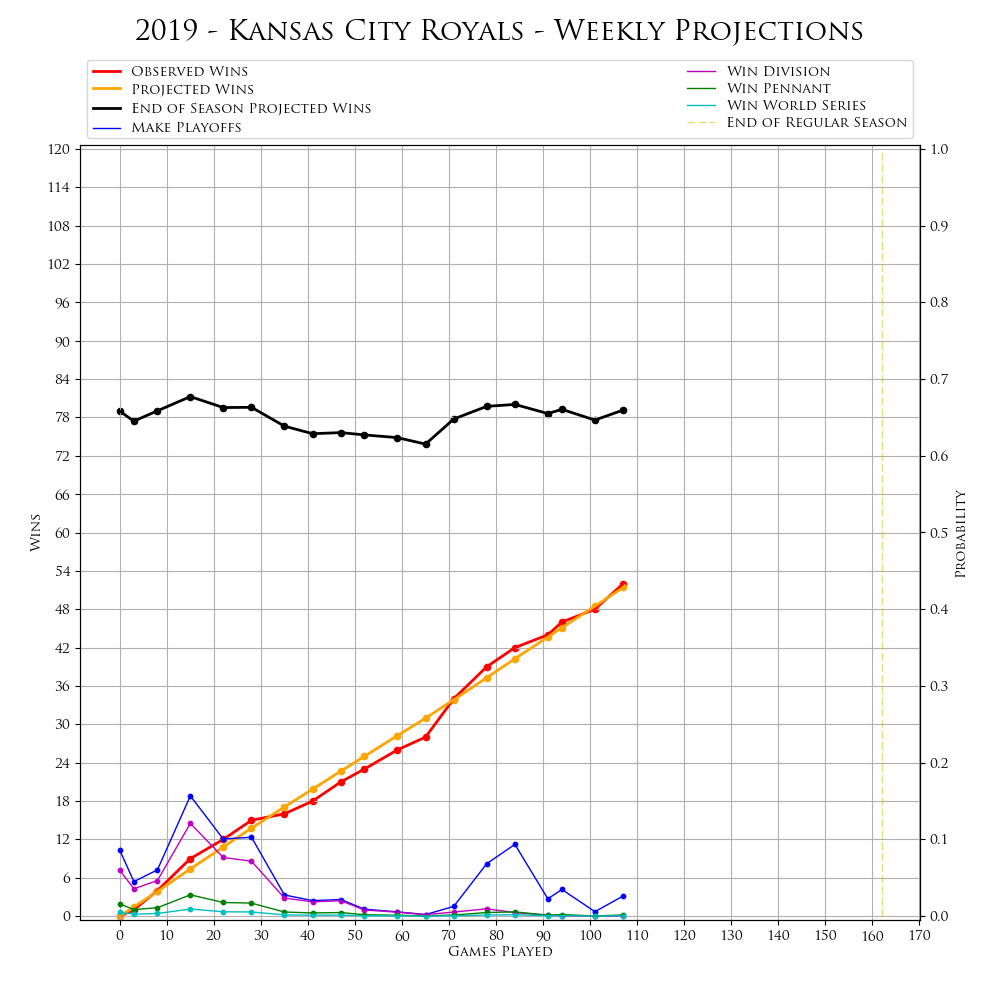 2019 - Kansas City Royals - Weekly Projections
Observed Wins
Projected Wins
End of Season Projected Wins
Make Playoffs
Win Division
Win Pennant
Win World Series
End of Regular Season
120
114
108
102
96
90
84
78
72
66
60
54
48
42
36
30
24
18
12
6
0
Wins
1.0
0.9
0.8
0.7
0.6
0.5
0.4
0.3
0.2
0.1
0.0
Probability
0 10 20 30 40 50 60 70 80 90 100 110 120 130 140 150 160 170
Games Played